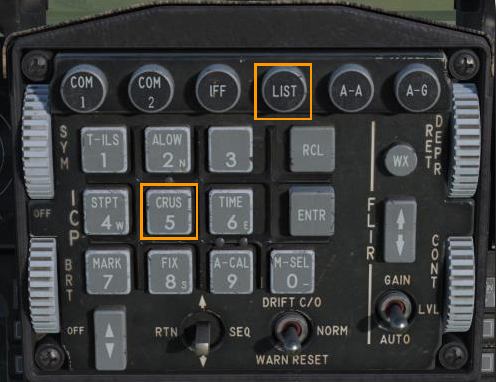 COM 1
COM 2
IFF
LIST
A-A
A-G
SYM
T-ILS 1
ALOW 2 N
3
RCL
WX
RET DEPR
OFF
ICP
STPT 4 W
CRUS 5
TIME 6 E
ENTR
FLIR
BRT
MARK 7
FIX 8 S
A-CAL 9
M-SEL 0 -
CONT
GAIN
LVL
AUTO
OFF
RTN
SEQ
DRIFT C/O
NORM
WARN RESET